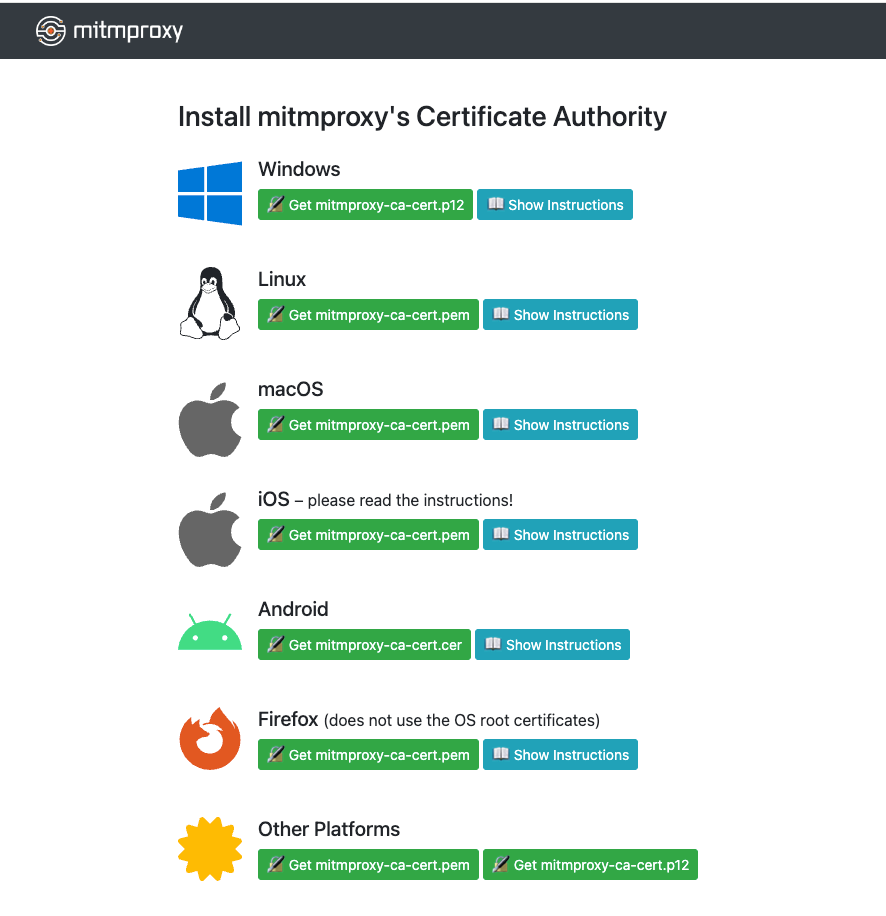 mitmproxy
Install mitmproxy's Certificate Authority
Windows
Get mitmproxy-ca-cert.p12 Show Instructions
Linux
Get mitmproxy-ca-cert.pem Show Instructions
macOS
Get mitmproxy-ca-cert.pem Show Instructions
iOS – please read the instructions!
Get mitmproxy-ca-cert.pem Show Instructions
Android
Get mitmproxy-ca-cert.cer Show Instructions
Firefox (does not use the OS root certificates)
Get mitmproxy-ca-cert.pem Show Instructions
Other Platforms
Get mitmproxy-ca-cert.pem Get mitmproxy-ca-cert.p12